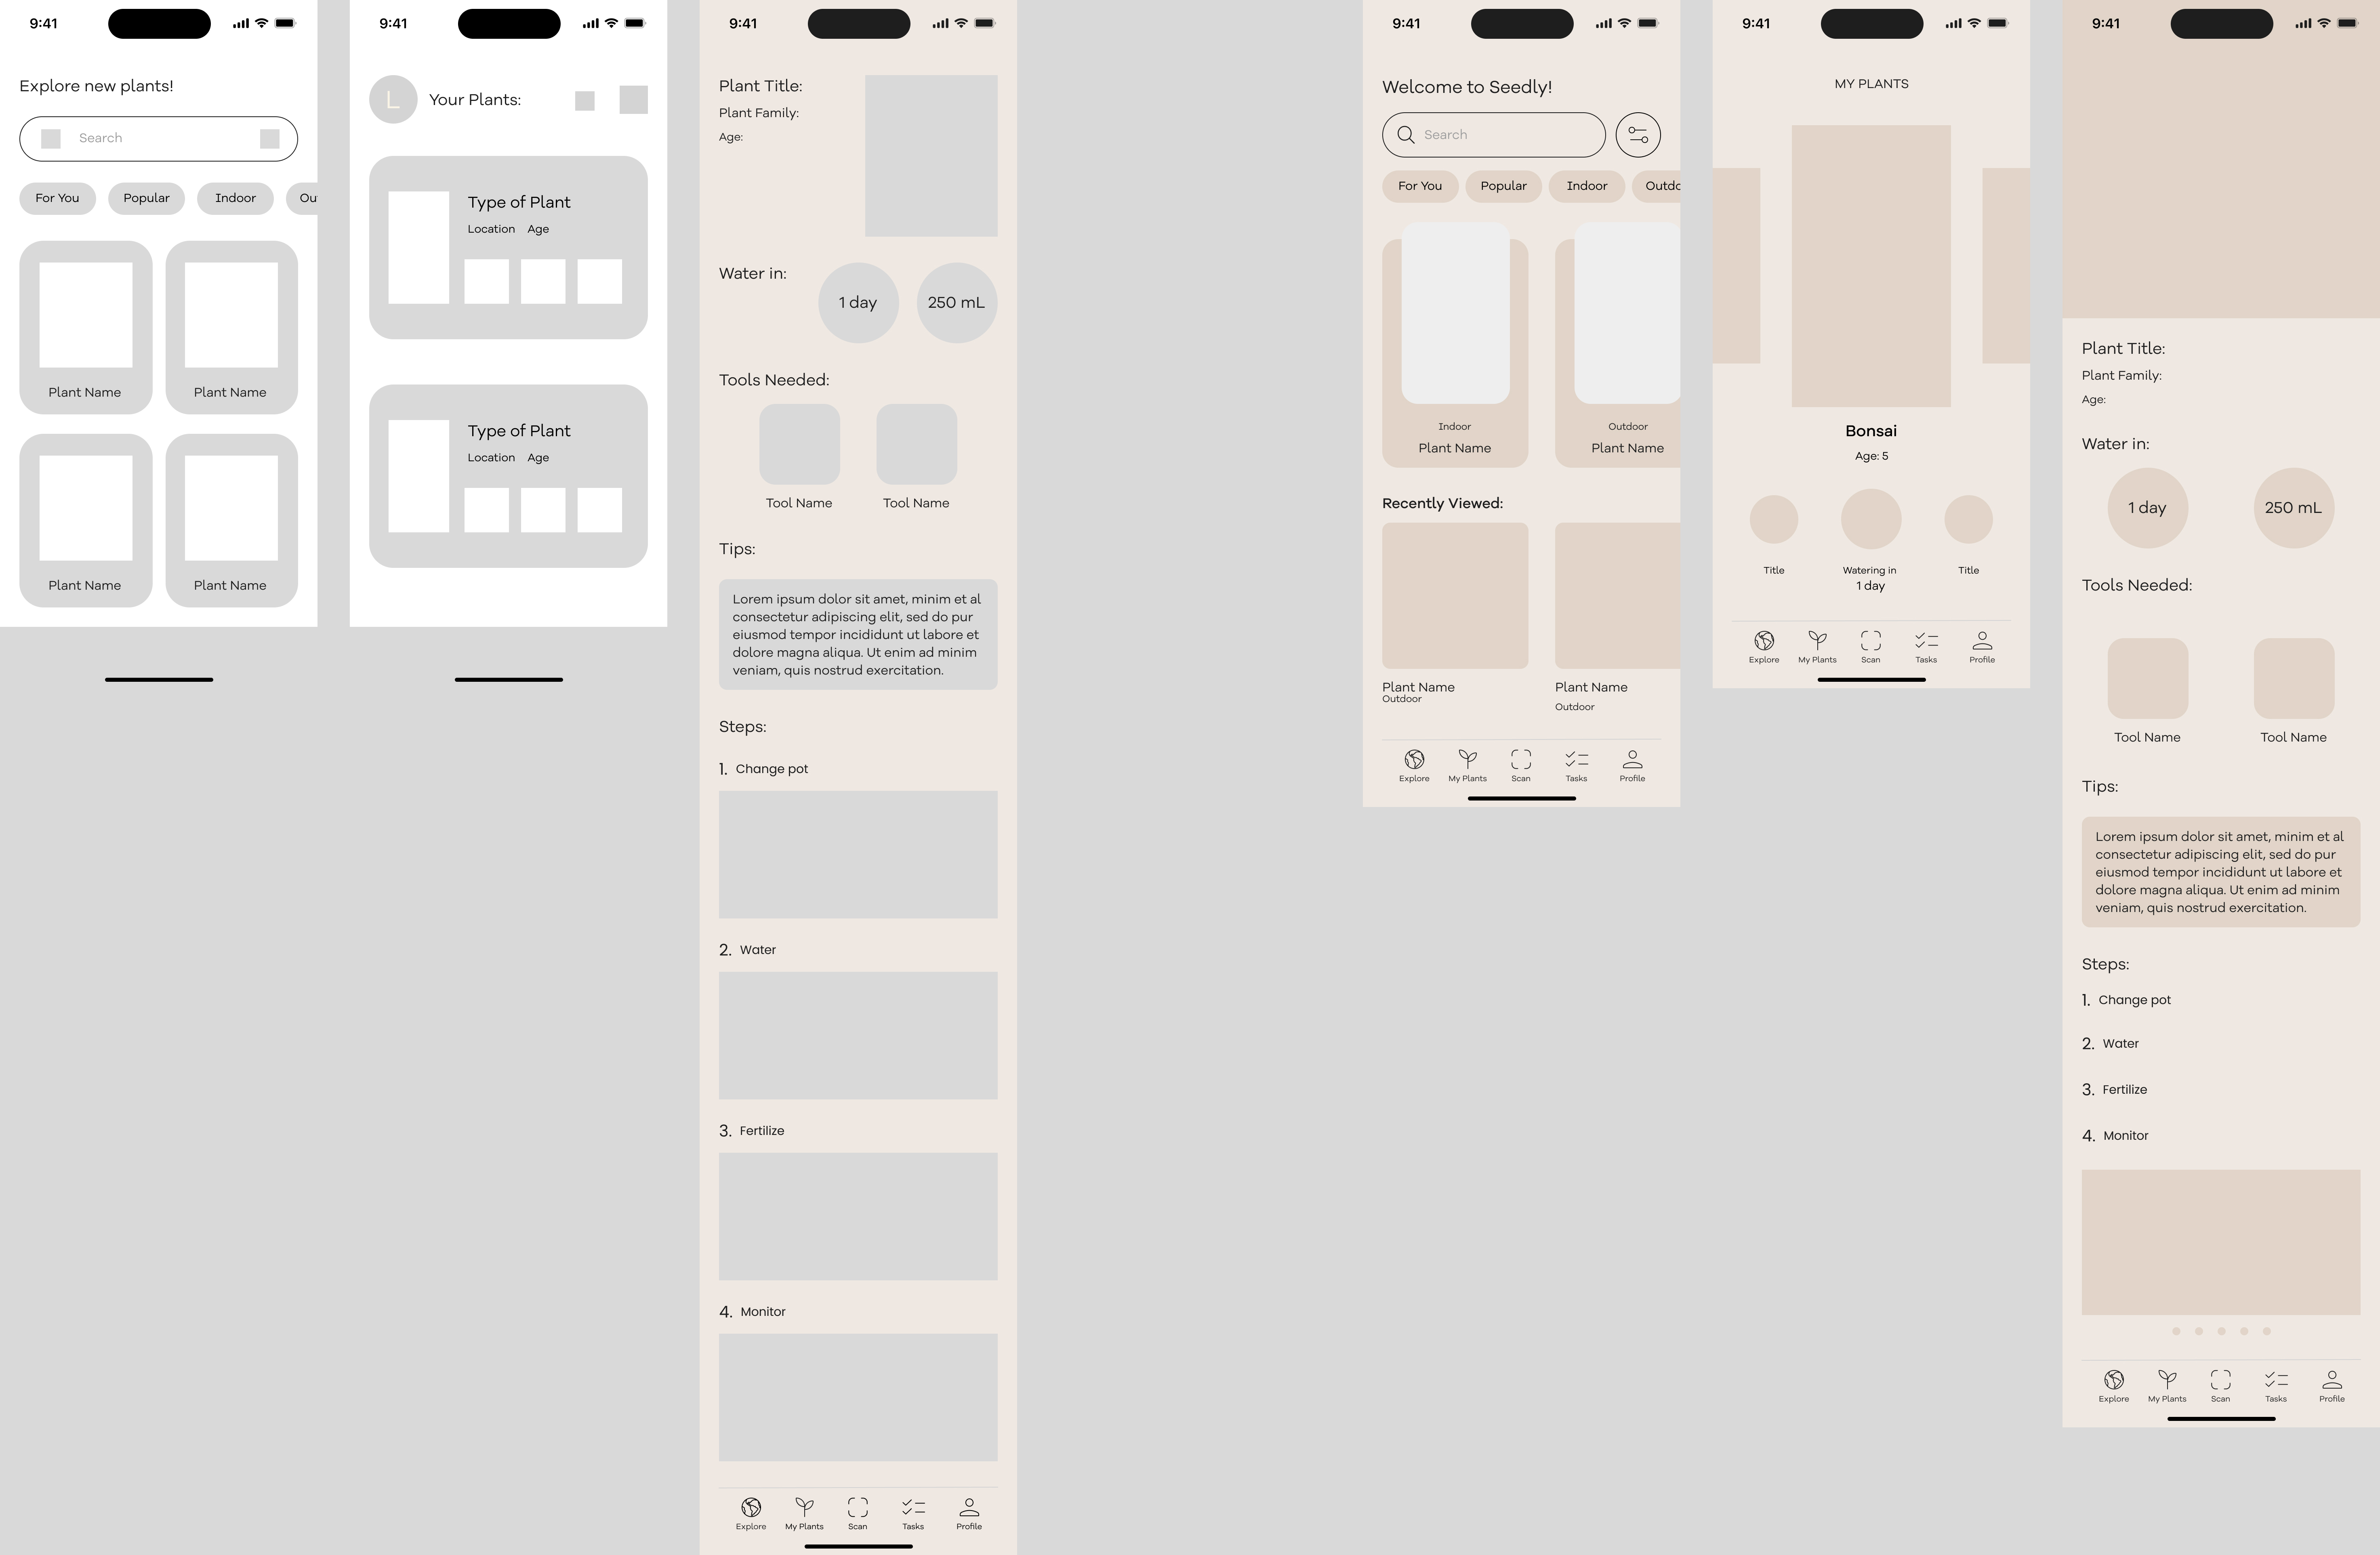 9:41
Explore new plants!
Search
For You
Popular
Indoor
Ou
Plant Name
Plant Name
Plant Name
Plant Name
9:41
L
Your Plants:
Type of Plant
Location
Age
Type of Plant
Location
Age
9:41
Plant Title:
Plant Family:
Age:
Water in:
1 day
250 mL
Tools Needed:
Tool Name
Tool Name
Tips:
Lorem ipsum dolor sit amet, minim et al
consectetur adipiscing elit, sed do pur
eiusmod tempor incididunt ut labore et
dolore magna aliqua. Ut enim ad minim
veniam, quis nostrud exercitation.
Steps:
1. Change pot
2. Water
3. Fertilize
4. Monitor
Explore
My Plants
Scan
Tasks
Profile
9:41
Welcome to Seedly!
Search
For You
Popular
Indoor
Outdo
Indoor
Plant Name
Outdoor
Plant Name
Recently Viewed:
Plant Name
Outdoor
Plant Name
Outdoor
Explore
My Plants
Scan
Tasks
Profile
9:41
MY PLANTS
Bonsai
Age: 5
Title
Watering in
1 day
Title
Explore
My Plants
Scan
Tasks
Profile
9:41
Plant Title:
Plant Family:
Age:
Water in:
1 day
250 mL
Tools Needed:
Tool Name
Tool Name
Tips:
Lorem ipsum dolor sit amet, minim et al
consectetur adipiscing elit, sed do pur
eiusmod tempor incididunt ut labore et
dolore magna aliqua. Ut enim ad minim
veniam, quis nostrud exercitation.
Steps:
1. Change pot
2. Water
3. Fertilize
4. Monitor
Explore
My Plants
Scan
Tasks
Profile